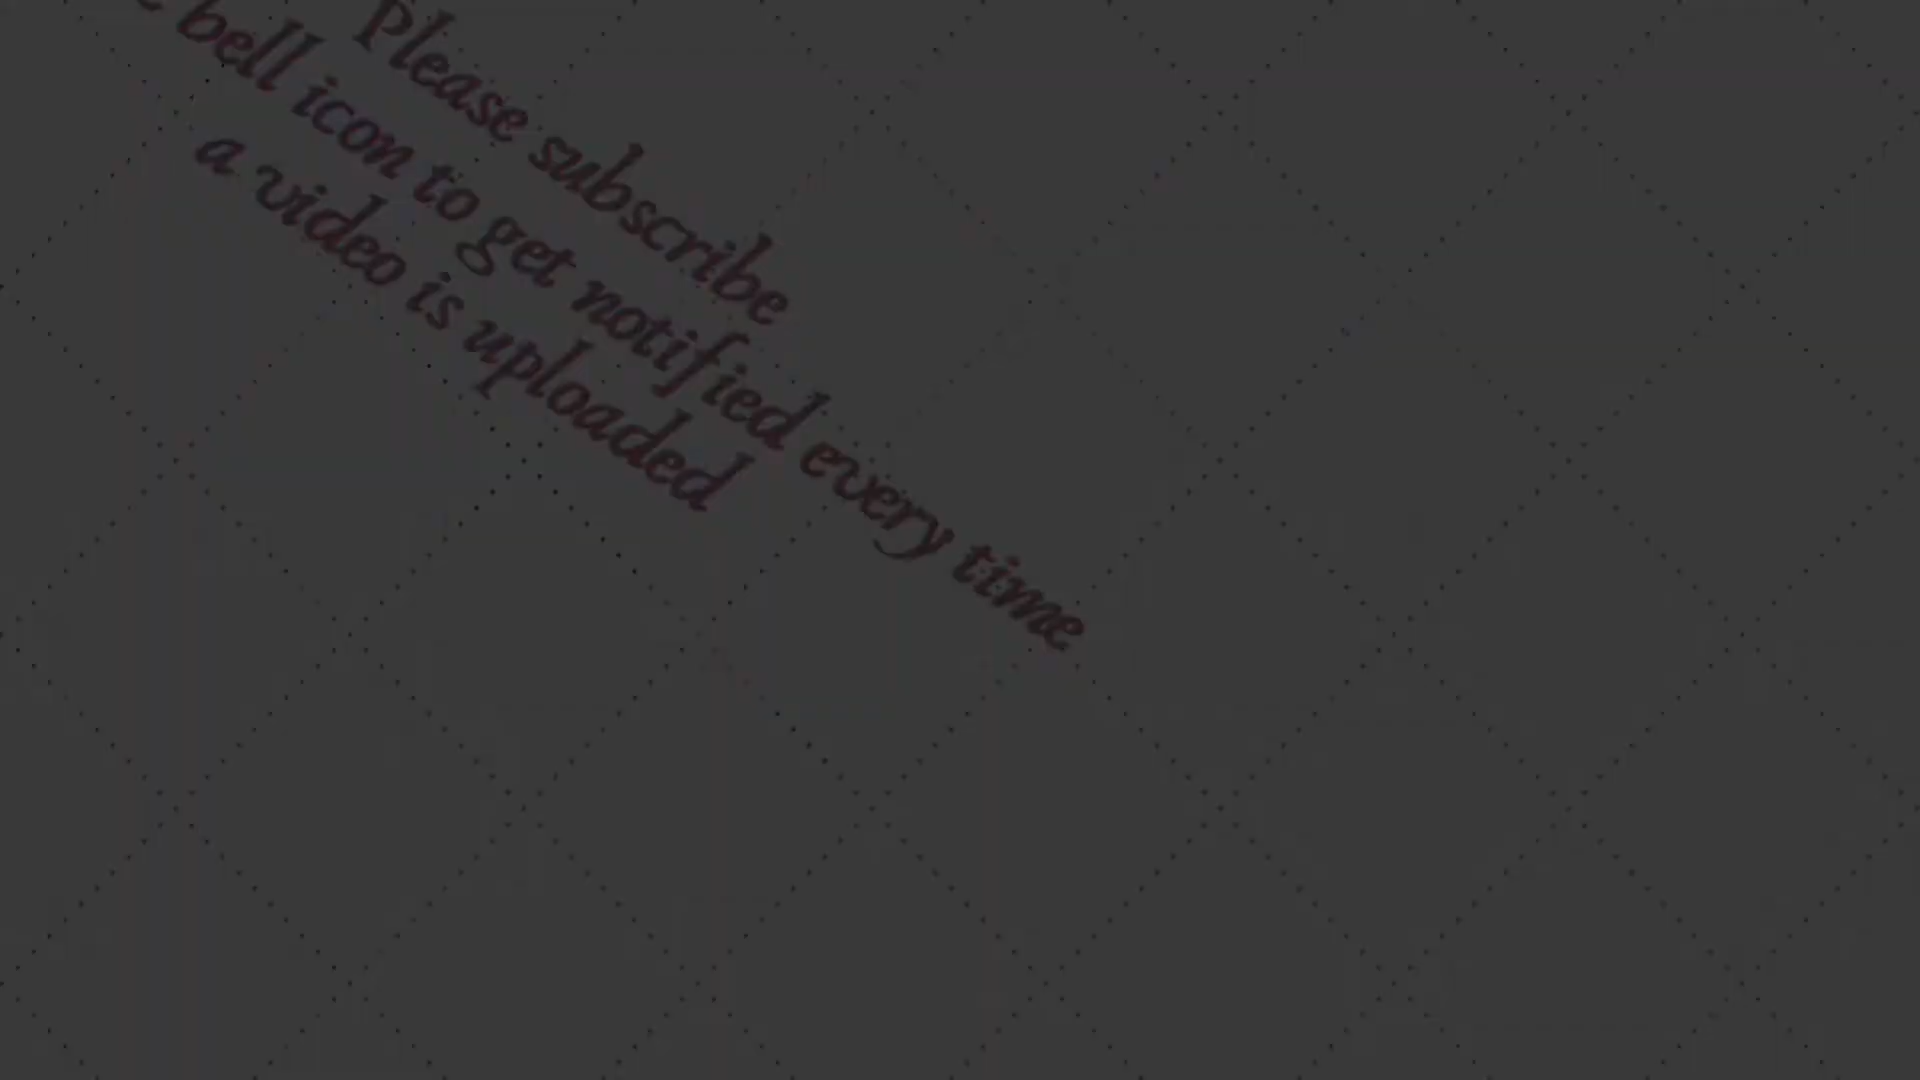 Please subscribe
bell icon to get notified every time
a video is uploaded